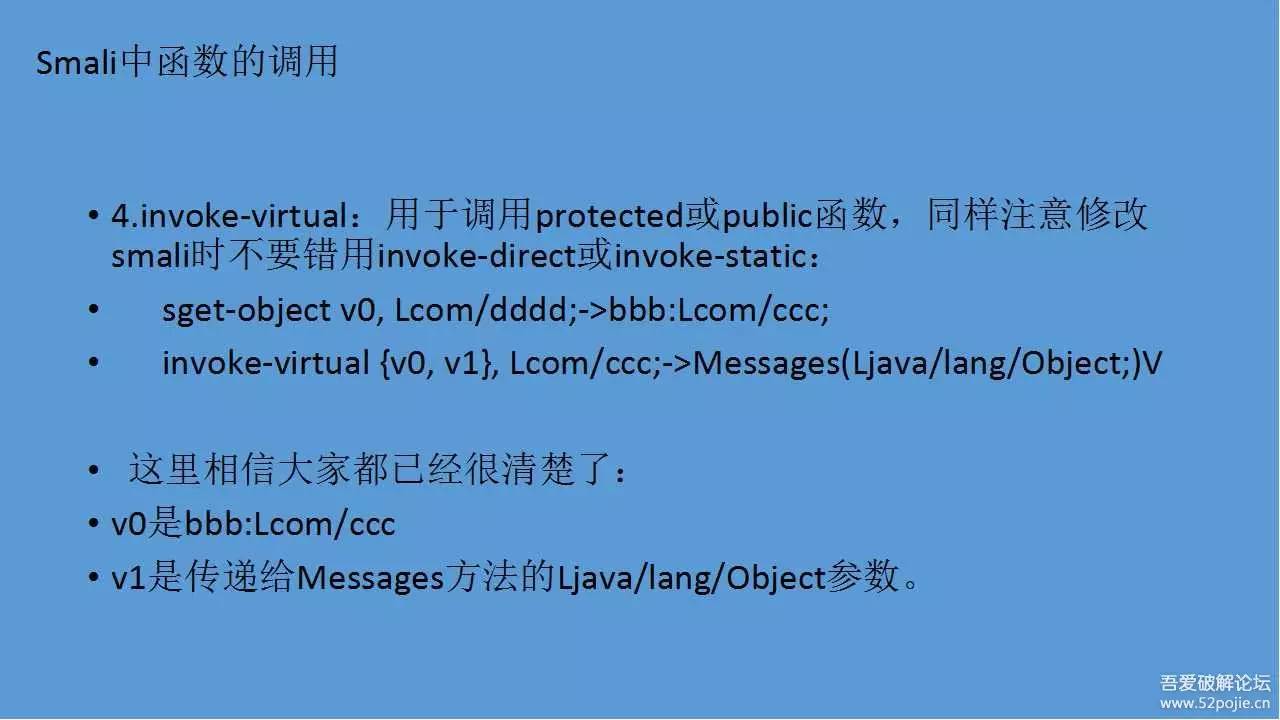 Smali中函数的调用
• 4.invoke-virtual：用于调用protected或public函数，同样注意修改
smali时不要错用invoke-direct或invoke-static：
• sget-object v0, Lcom/dddd;->bbb:Lcom/ccc;
• invoke-virtual {v0, v1}, Lcom/ccc;->Messages(Ljava/lang/Object;)V
• 这里相信大家都已经很清楚了：
• v0是bbb:Lcom/ccc
• v1是传递给Messages方法的Ljava/lang/Object参数。
吾爱破解论坛
www.52pojie.cn